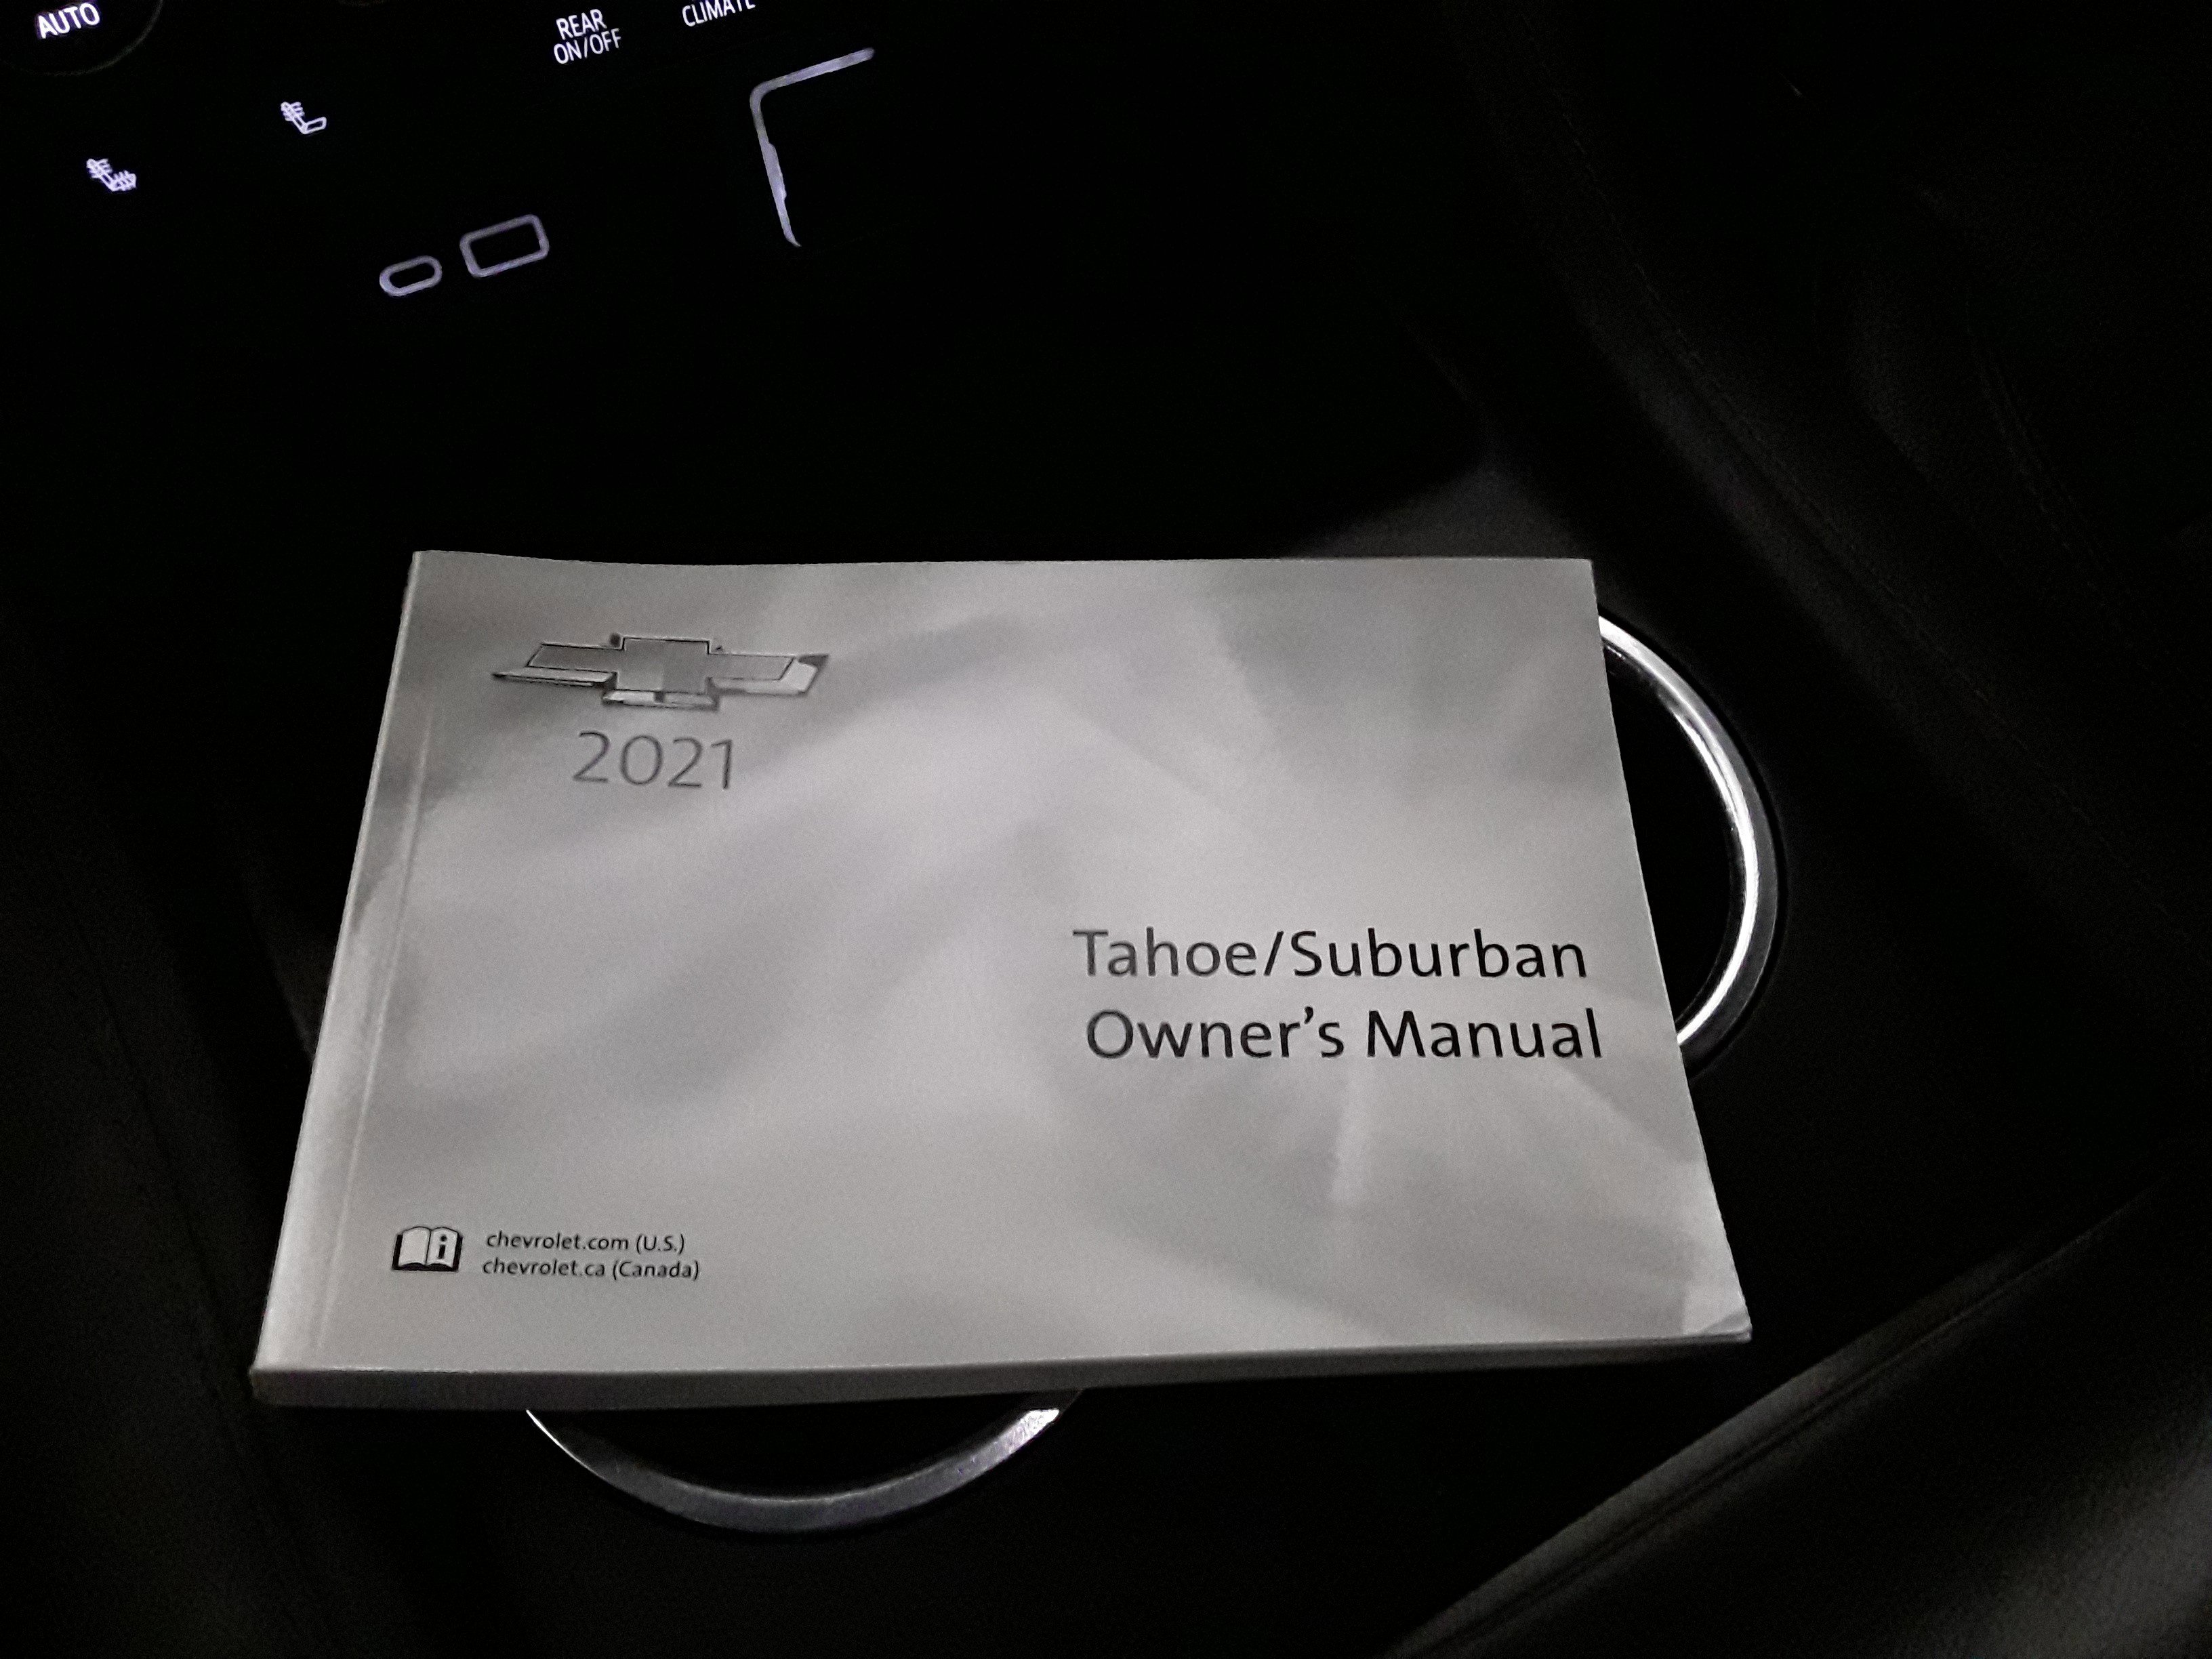 AUTO
REAR
ON/OFF
CLIMATE
2021
Tahoe/Suburban
Owner's Manual
i
chevrolet.com (U.S.)
chevrolet.ca (Canada)